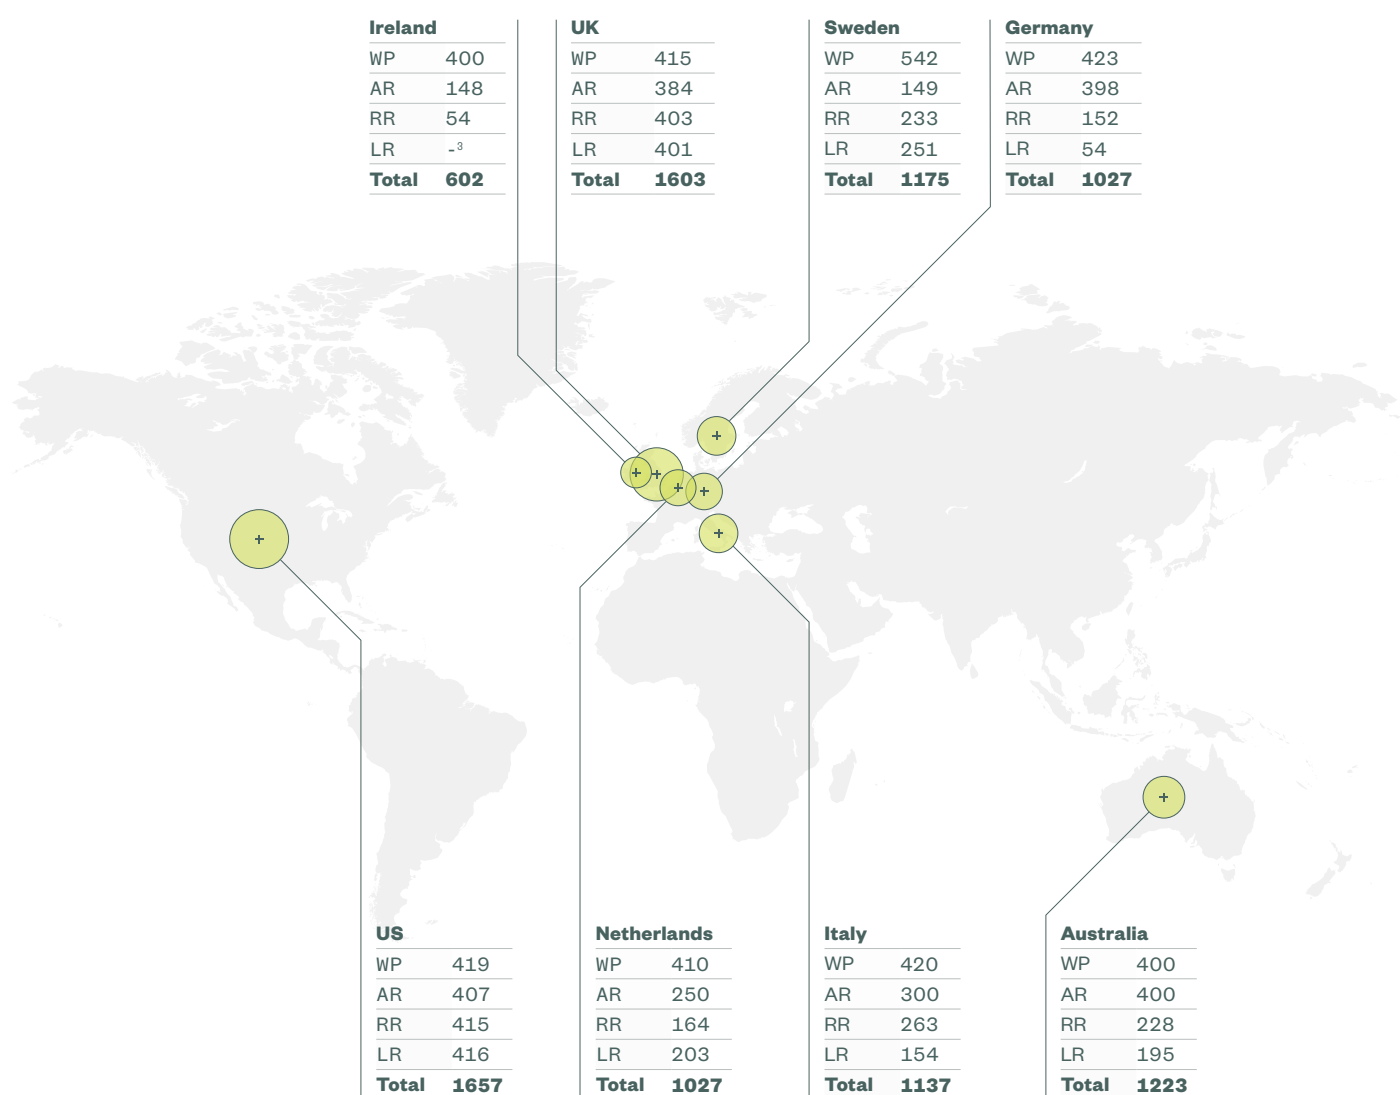 Ireland
WP 400
AR 148
RR 54
LR -³
Total 602
UK
WP 415
AR 384
RR 403
LR 401
Total 1603
Sweden
WP 542
AR 149
RR 233
LR 251
Total 1175
Germany
WP 423
AR 398
RR 152
LR 54
Total 1027
US
WP 419
AR 407
RR 415
LR 416
Total 1657
Netherlands
WP 410
AR 250
RR 164
LR 203
Total 1027
Italy
WP 420
AR 300
RR 263
LR 154
Total 1137
Australia
WP 400
AR 400
RR 228
LR 195
Total 1223